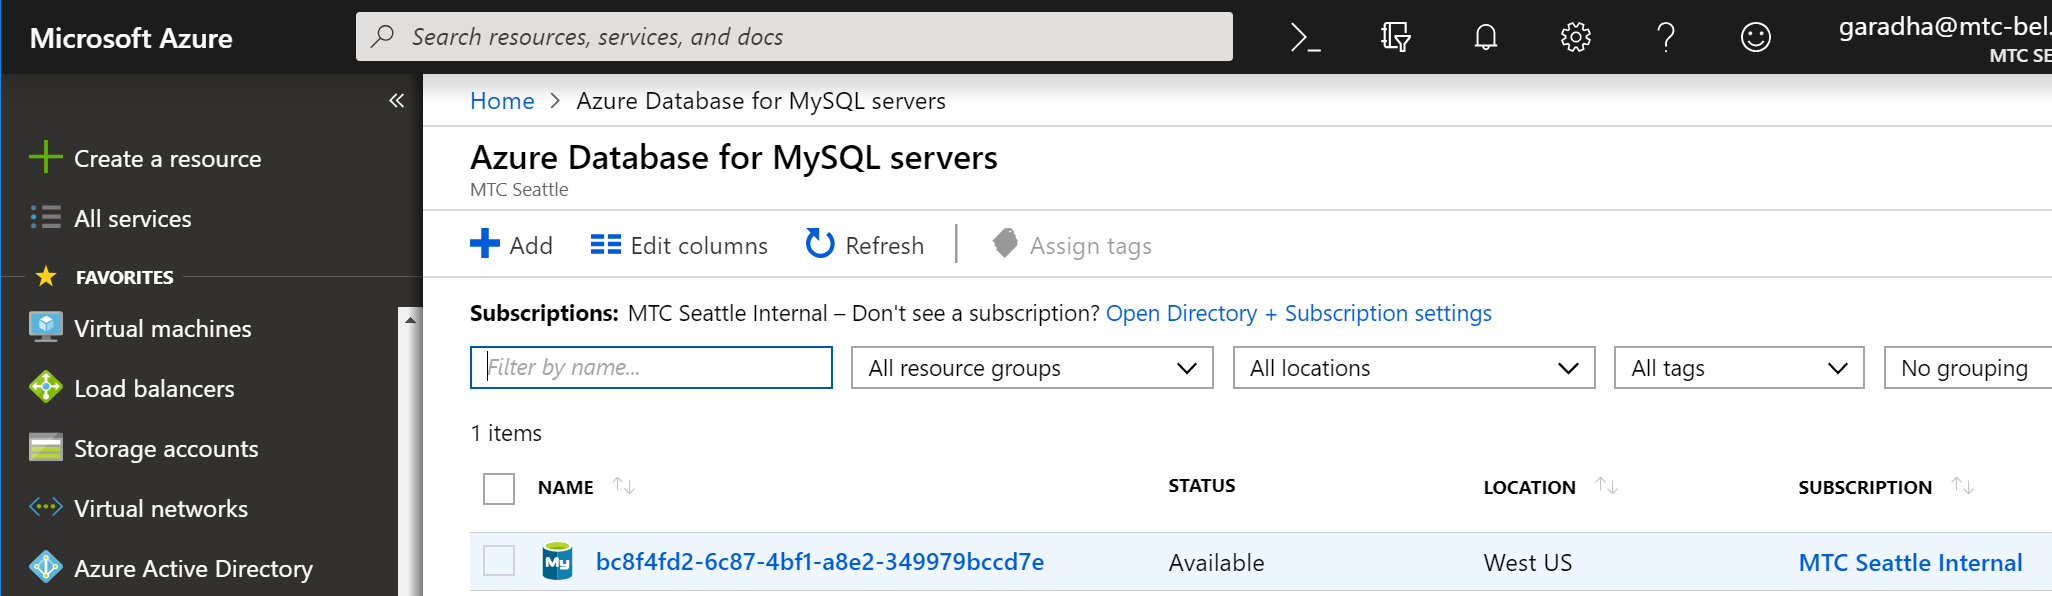 Microsoft Azure
Search resources, services, and docs
garadha@mtc-bel.
MTC SE
Home > Azure Database for MySQL servers
Create a resource
All services
FAVORITES
Virtual machines
Load balancers
Storage accounts
Virtual networks
Azure Active Directory
Azure Database for MySQL servers
MTC Seattle
Add Edit columns Refresh Assign tags
Subscriptions: MTC Seattle Internal – Don't see a subscription? Open Directory + Subscription settings
Filter by name... All resource groups All locations All tags No grouping
1 items
NAME STATUS LOCATION SUBSCRIPTION
My bc8f4fd2-6c87-4bf1-a8e2-349979bccd7e Available West US MTC Seattle Internal